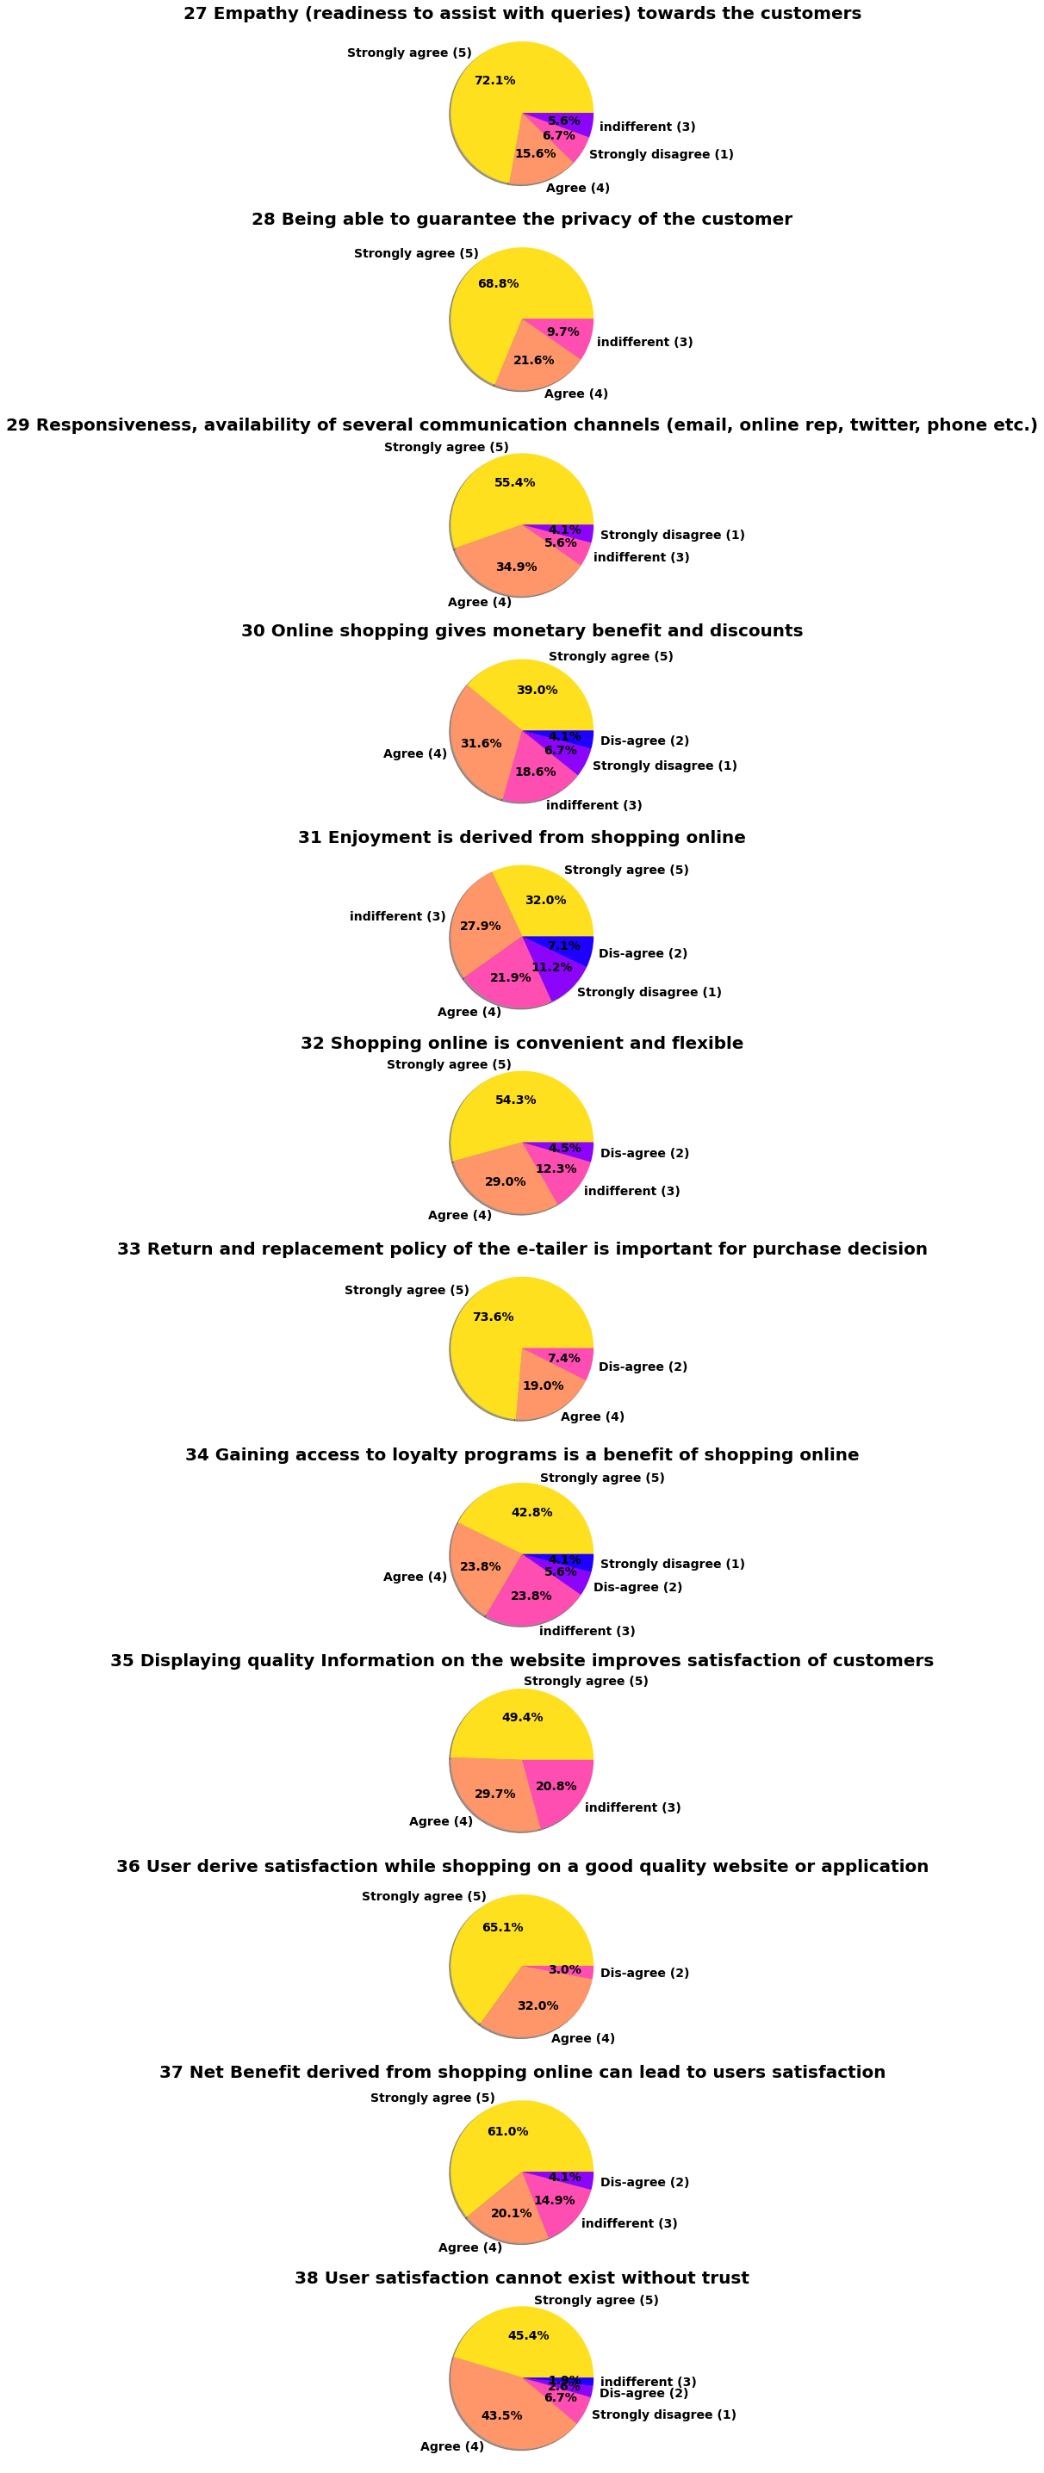 27 Empathy (readiness to assist with queries) towards the customers
Strongly agree (5)
72.1%
5.6%
indifferent (3)
6.7%
Strongly disagree (1)
15.6%
Agree (4)
28 Being able to guarantee the privacy of the customer
Strongly agree (5)
68.8%
9.7%
indifferent (3)
21.6%
Agree (4)
29 Responsiveness, availability of several communication channels (email, online rep, twitter, phone etc.)
Strongly agree (5)
55.4%
4.1%
Strongly disagree (1)
5.6%
indifferent (3)
34.9%
Agree (4)
30 Online shopping gives monetary benefit and discounts
Strongly agree (5)
39.0%
4.1%
Dis-agree (2)
31.6%
Agree (4)
6.7%
Strongly disagree (1)
18.6%
indifferent (3)
31 Enjoyment is derived from shopping online
Strongly agree (5)
32.0%
indifferent (3)
27.9%
7.1%
Dis-agree (2)
11.2%
Strongly disagree (1)
21.9%
Agree (4)
32 Shopping online is convenient and flexible
Strongly agree (5)
54.3%
4.5%
Dis-agree (2)
12.3%
indifferent (3)
29.0%
Agree (4)
33 Return and replacement policy of the e-tailer is important for purchase decision
Strongly agree (5)
73.6%
7.4%
Dis-agree (2)
19.0%
Agree (4)
34 Gaining access to loyalty programs is a benefit of shopping online
Strongly agree (5)
42.8%
4.1%
Strongly disagree (1)
23.8%
Agree (4)
5.6%
Dis-agree (2)
23.8%
indifferent (3)
35 Displaying quality Information on the website improves satisfaction of customers
Strongly agree (5)
49.4%
20.8%
indifferent (3)
29.7%
Agree (4)
36 User derive satisfaction while shopping on a good quality website or application
Strongly agree (5)
65.1%
3.0%
Dis-agree (2)
32.0%
Agree (4)
37 Net Benefit derived from shopping online can lead to users satisfaction
Strongly agree (5)
61.0%
4.1%
Dis-agree (2)
14.9%
indifferent (3)
20.1%
Agree (4)
38 User satisfaction cannot exist without trust
Strongly agree (5)
45.4%
1.9%
indifferent (3)
2.6%
Dis-agree (2)
6.7%
Strongly disagree (1)
43.5%
Agree (4)